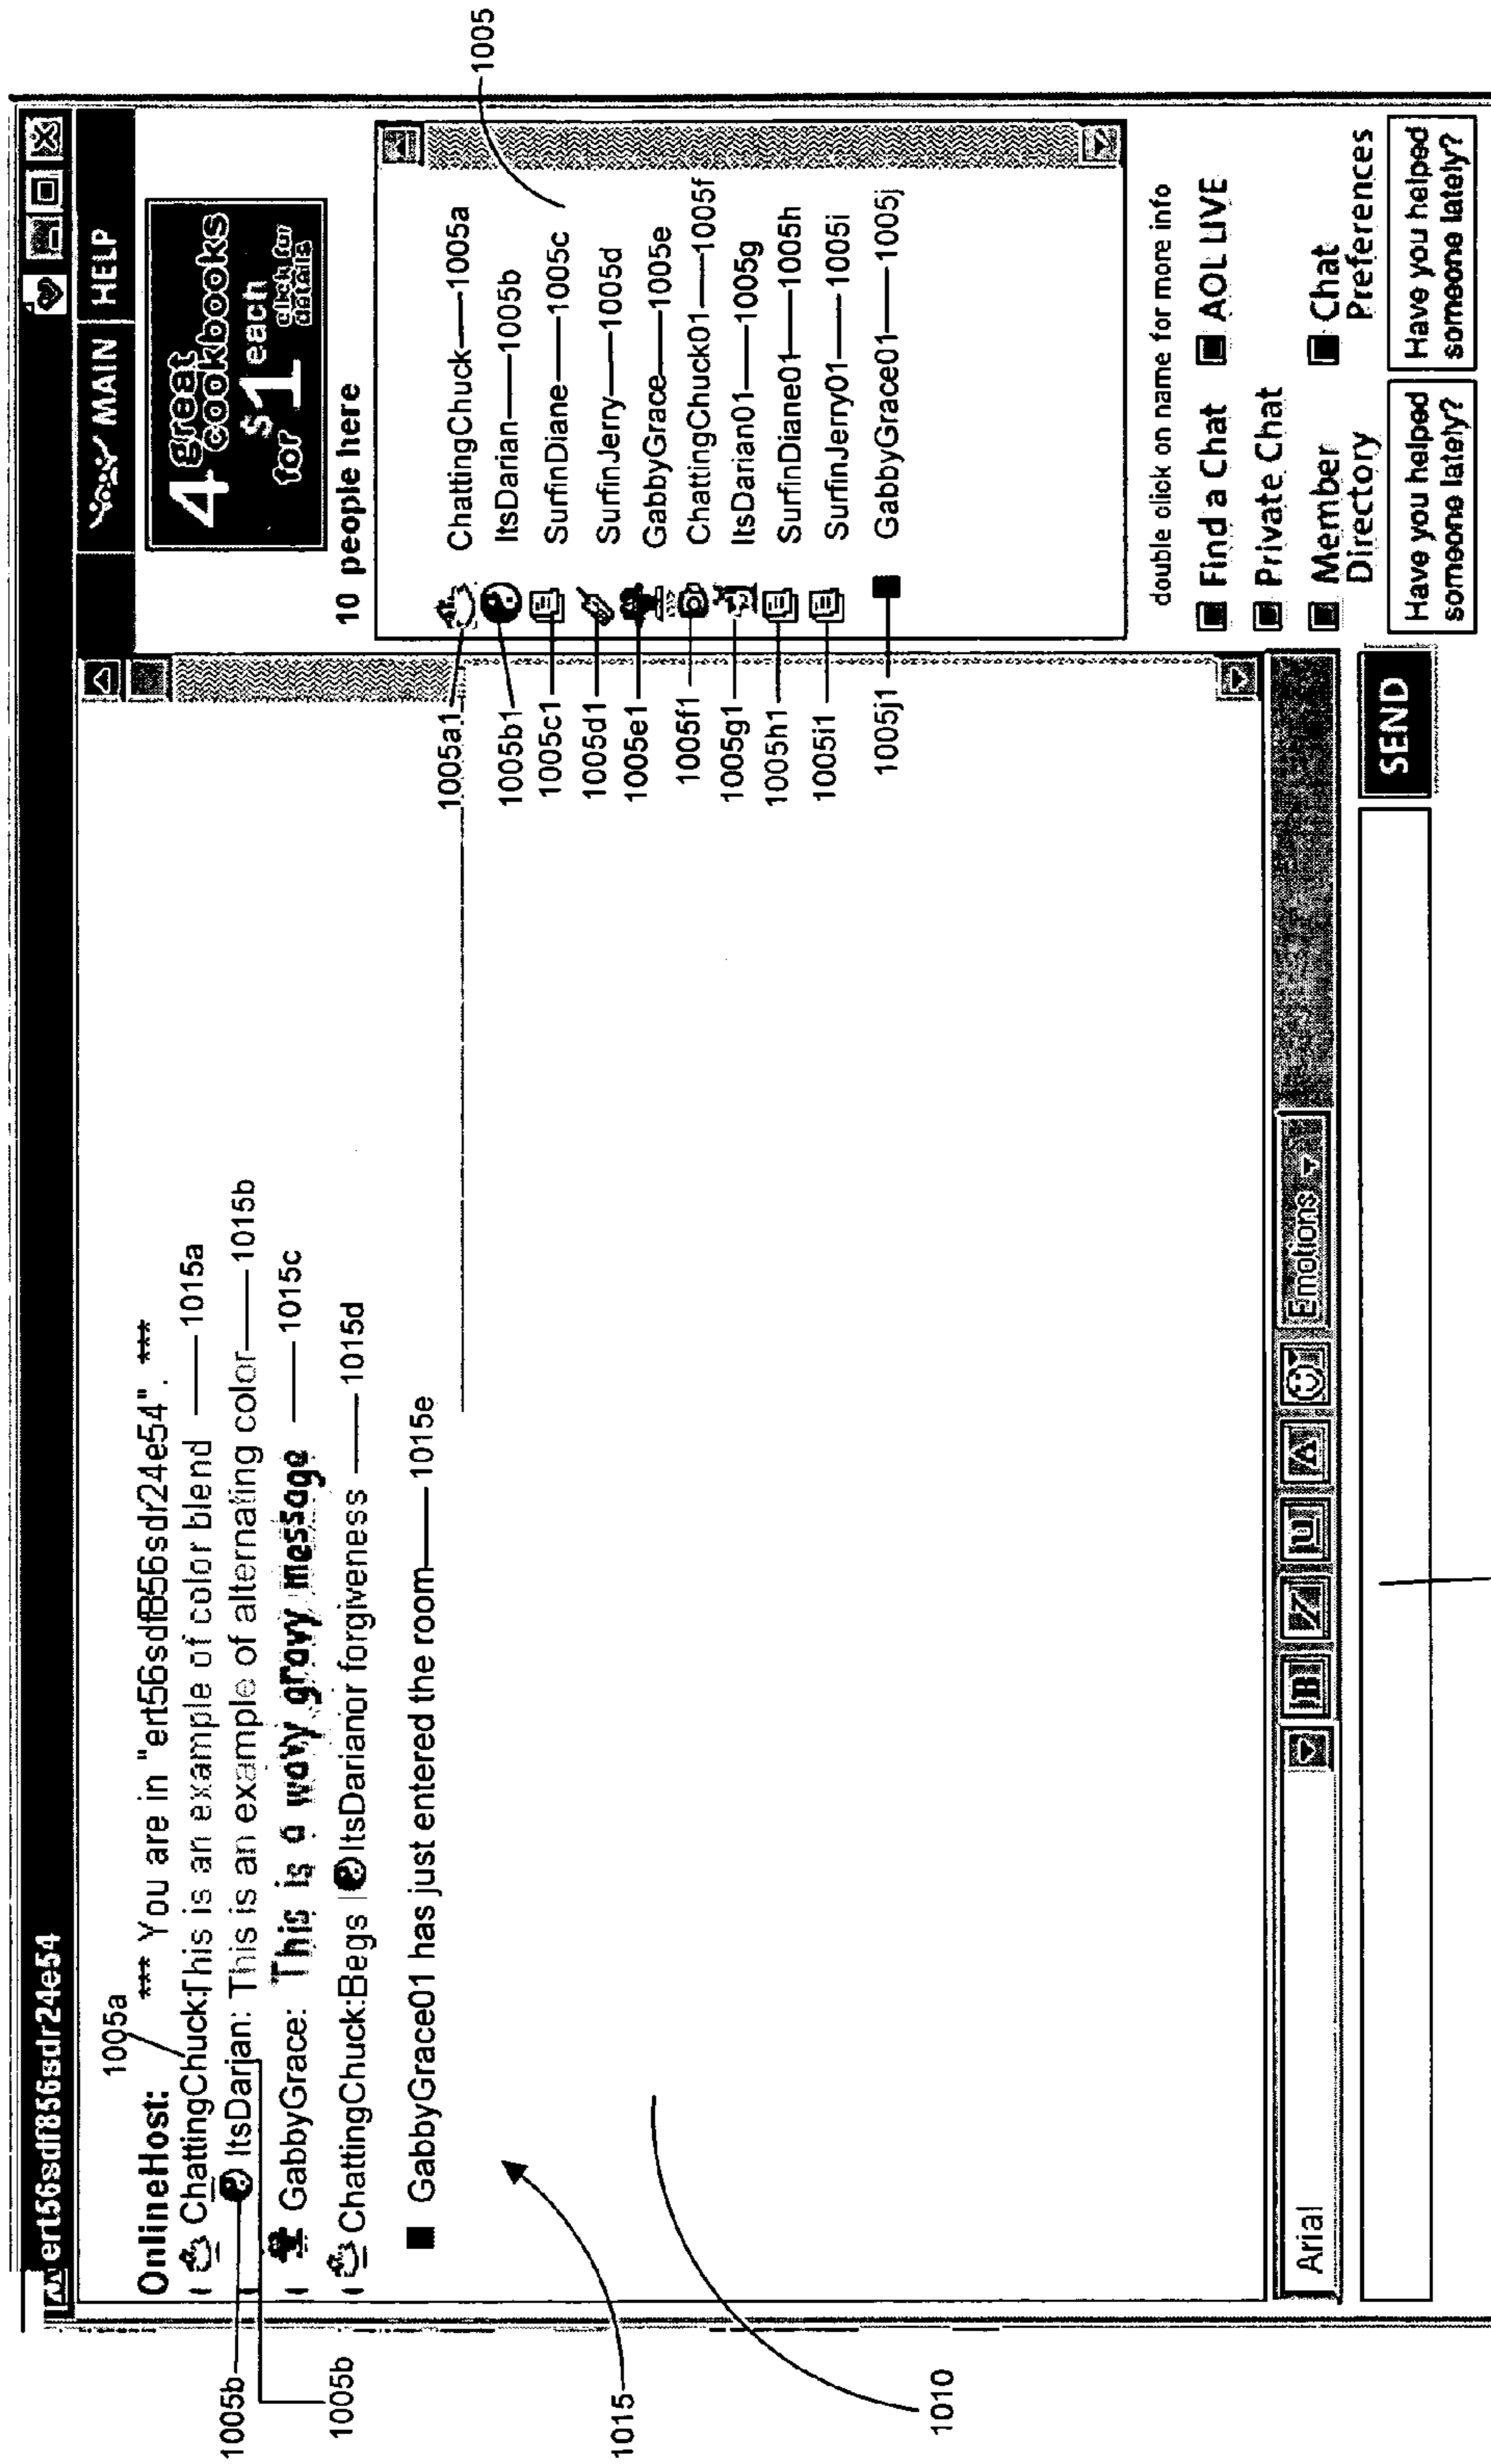 ert56sdf856sdr24e54
MAIN HELP
1005a
OnlineHost: *** You are in "ert56sdf856sdr24e54". ***
ChattingChuck:This is an example of color blend 1015a
ItsDarian: This is an example of alternating color 1015b
1005b
1005b
GabbyGrace: This is a wavy gravy message 1015c
ChattingChuck:Begs ItsDarianor forgiveness 1015d
GabbyGrace01 has just entered the room 1015e
1015
1010
4 great
cookbooks
for $1 each
click for
details
10 people here
1005
1005a1 ChattingChuck 1005a
1005b1 ItsDarian 1005b
1005c1 SurfinDiane 1005c
1005d1 SurfinJerry 1005d
1005e1 GabbyGrace 1005e
1005f1 ChattingChuck01 1005f
1005g1 ItsDarian01 1005g
1005h1 SurfinDiane01 1005h
1005i1 SurfinJerry01 1005i
1005j1 GabbyGrace01 1005j
double click on name for more info
Find a Chat AOL LIVE
Private Chat
Member
Directory
Chat
Preferences
Arial B I U A Emotions
SEND
Have you helped
someone lately?
Have you helped
someone lately?